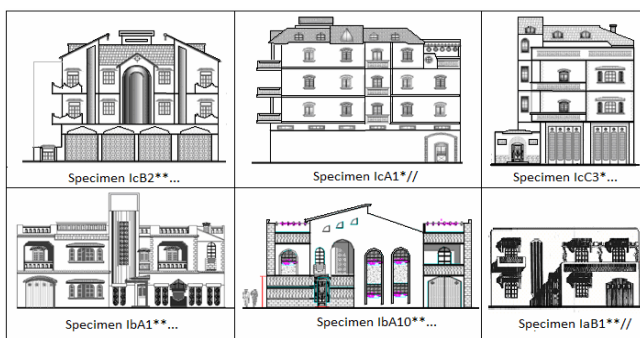 Specimen IcB2**...
Specimen IcA1*//
Specimen IcC3*...
Specimen IbA1**...
Specimen IbA10**...
Specimen IaB1**//